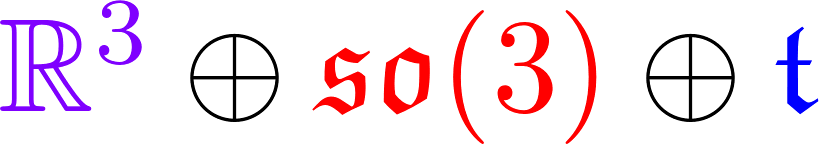 ℝ³ ⊕ 𝔰𝔬(3) ⊕ 𝔱